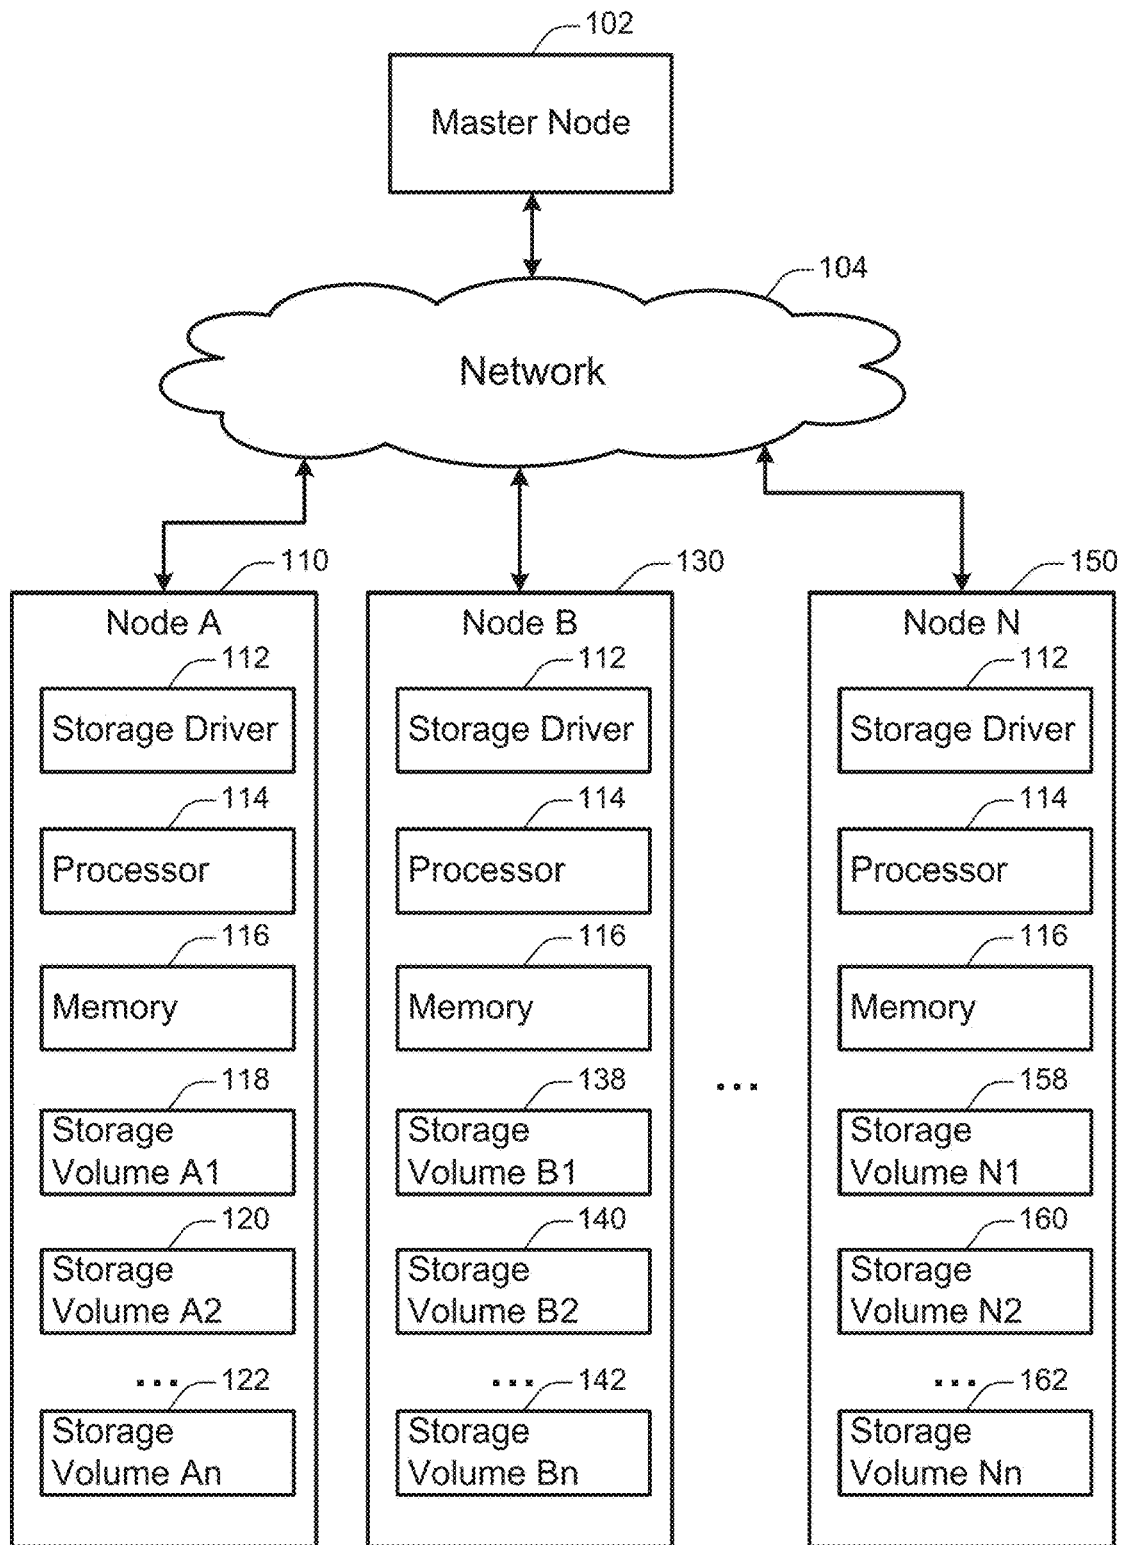 102
Master Node
104
Network
110
130
150
Node A
Node B
Node N
112
112
112
Storage Driver
Storage Driver
Storage Driver
114
114
114
Processor
Processor
Processor
116
116
116
Memory
Memory
Memory
...
118
138
158
Storage
Volume A1
Storage
Volume B1
Storage
Volume N1
120
140
160
Storage
Volume A2
Storage
Volume B2
Storage
Volume N2
...
122
...
142
...
162
Storage
Volume An
Storage
Volume Bn
Storage
Volume Nn